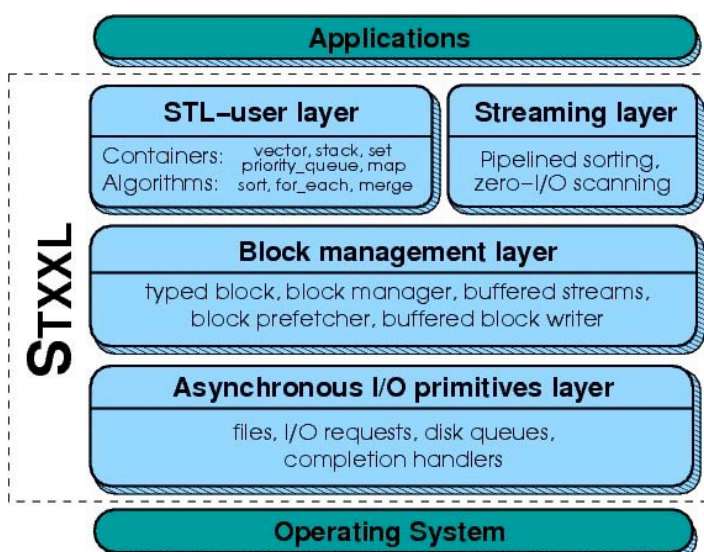 Applications
STXXL
STL-user layer
Containers: vector, stack, set
priority_queue, map
Algorithms: sort, for_each, merge
Streaming layer
Pipelined sorting,
zero-I/O scanning
Block management layer
typed block, block manager, buffered streams,
block prefetcher, buffered block writer
Asynchronous I/O primitives layer
files, I/O requests, disk queues,
completion handlers
Operating System